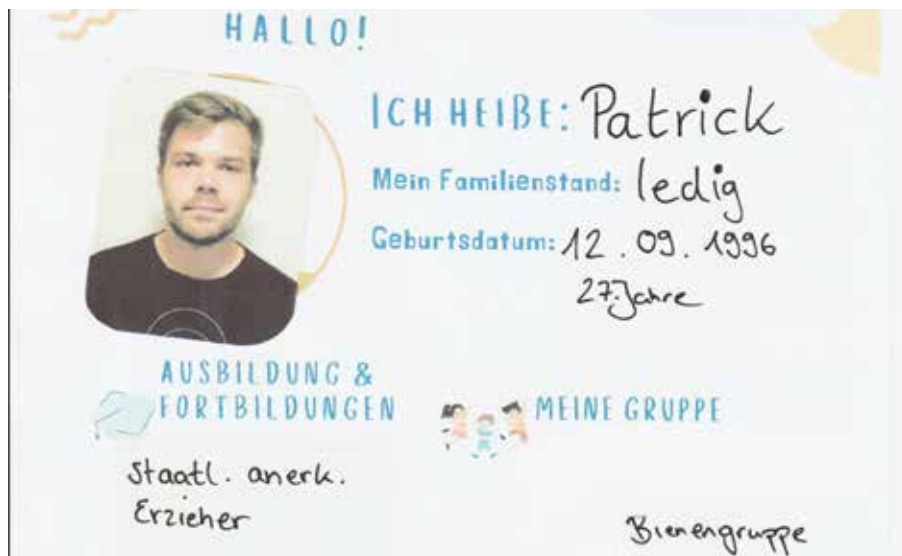 HALLO!
ICH HEIẞE: Patrick
Mein Familienstand: ledig
Geburtsdatum: 12.09.1996
27.Jahre
AUSBILDUNG &
FORTBILDUNGEN
MEINE GRUPPE
Staatl. anerk.
Erzieher
Bienengruppe